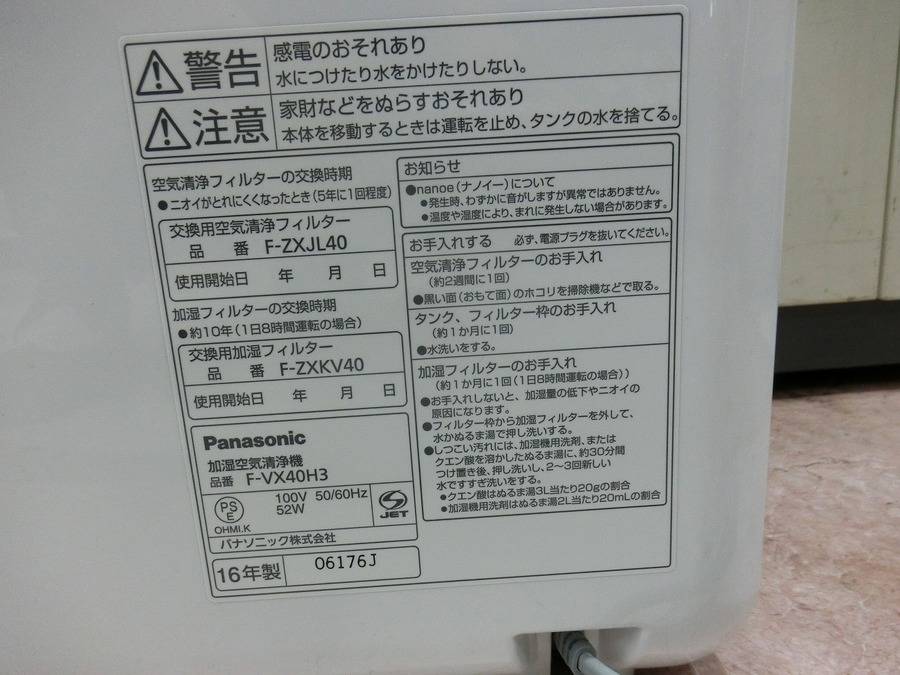 警告
感電のおそれあり
水につけたり水をかけたりしない。
注意
家財などをぬらすおそれあり
本体を移動するときは運転を止め、タンクの水を捨てる。
空気清浄フィルターの交換時期
●ニオイがとれにくくなったとき(5年に1回程度)
交換用空気清浄フィルター
品 番 F-ZXJL40
使用開始日 年 月 日
加湿フィルターの交換時期
●約10年(1日8時間運転の場合)
交換用加湿フィルター
品 番 F-ZXKV40
使用開始日 年 月 日
Panasonic
加湿空気清浄機
品番 F-VX40H3
PS
E
OHMI.K
100V 50/60Hz
52W
S
JET
パナソニック株式会社
16年製
06176J
お知らせ
●nanoe(ナノイー)について
●発生時、わずかに音がしますが異常ではありません。
●温度や湿度により、まれに発生しない場合があります。
お手入れする 必ず、電源プラグを抜いてください。
空気清浄フィルターのお手入れ
(約2週間に1回)
●黒い面(おもて面)のホコリを掃除機などで取る。
タンク、フィルター枠のお手入れ
(約1か月に1回)
●水洗いをする。
加湿フィルターのお手入れ
(約1か月に1回(1日8時間運転の場合))
●お手入れしないと、加湿量の低下やニオイの
原因になります。
●フィルター枠から加湿フィルターを外して、
水かぬるま湯で押し洗いする。
●しつこい汚れには、加湿機用洗剤、または
クエン酸を溶かしたぬるま湯に、約30分間
つけ置き後、押し洗いし、2~3回新しい
水ですすぎ洗いをする。
●クエン酸はぬるま湯3L当たり20gの割合
●加湿機用洗剤はぬるま湯2L当たり20mLの割合